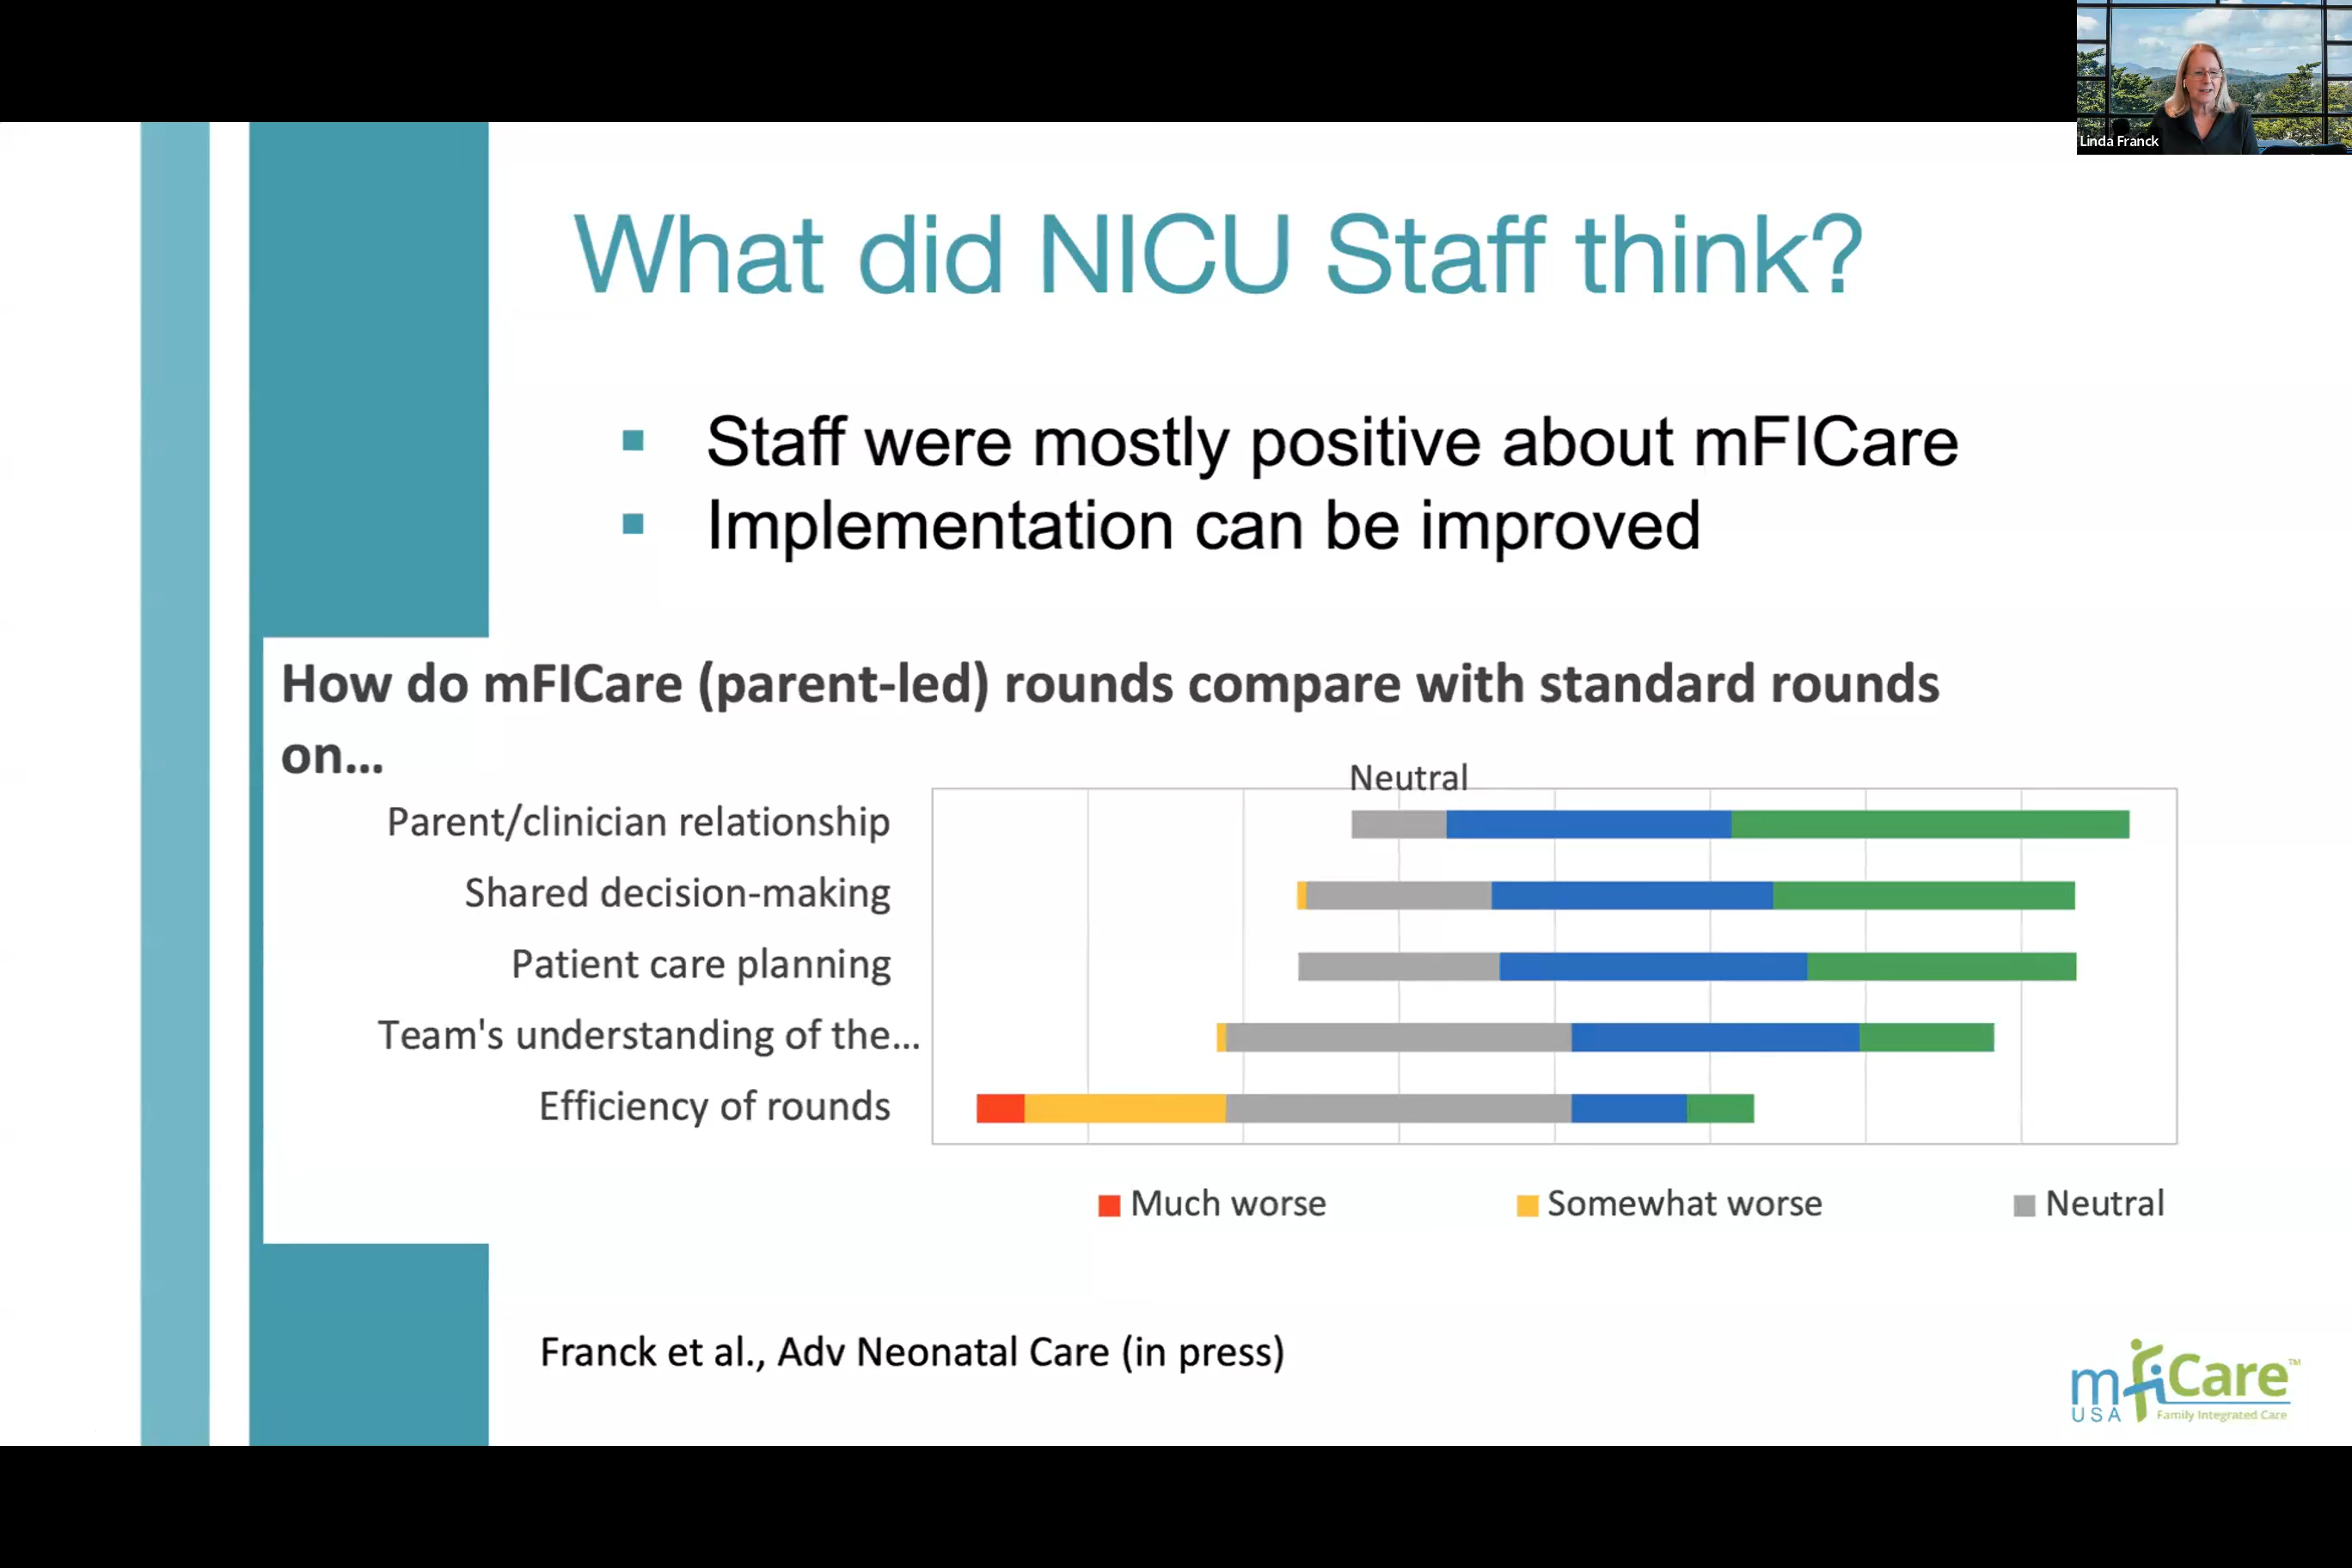 Linda Franck
What did NICU Staff think?
Staff were mostly positive about mFICare
Implementation can be improved
How do mFICare (parent-led) rounds compare with standard rounds
on...
Neutral
Parent/clinician relationship
Shared decision-making
Patient care planning
Team's understanding of the...
Efficiency of rounds
Much worse Somewhat worse Neutral
Franck et al., Adv Neonatal Care (in press)
mFiCare™
USA Family Integrated Care